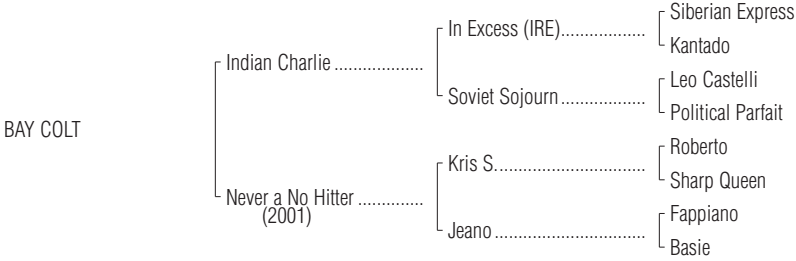 Siberian Express
In Excess (IRE)...................
Kantado
Indian Charlie ...................
Leo Castelli
Soviet Sojourn...................
Political Parfait
BAY COLT
Roberto
Kris S................................
Sharp Queen
Never a No Hitter ..............
(2001)
Fappiano
Jeano ................................
Basie